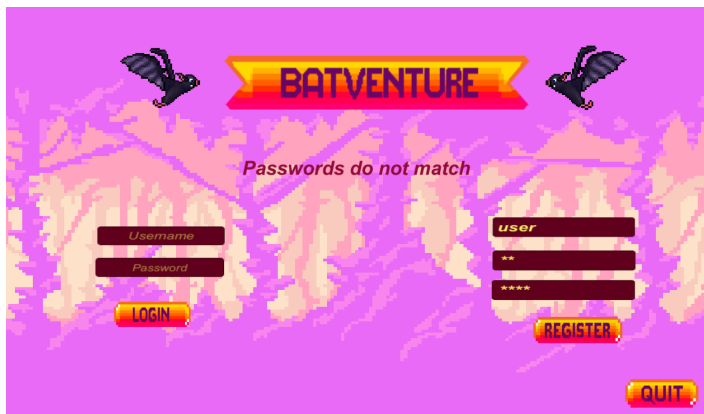 BATVENTURE
Passwords do not match
Username
Password
LOGIN
user
**
****
REGISTER
QUIT